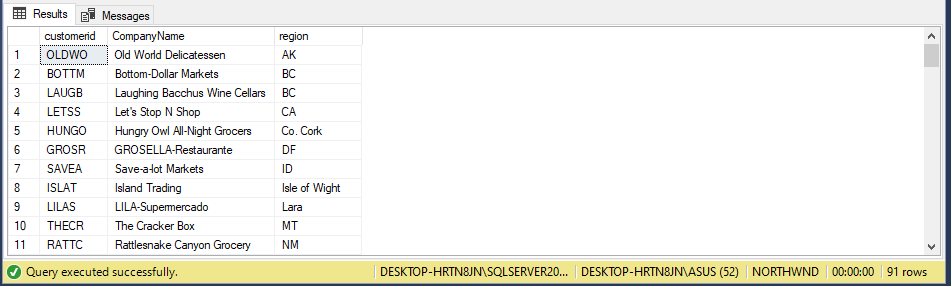 Results Messages
customerid CompanyName region
1 OLDWO Old World Delicatessen AK
2 BOTTM Bottom-Dollar Markets BC
3 LAUGB Laughing Bacchus Wine Cellars BC
4 LETSS Let's Stop N Shop CA
5 HUNGO Hungry Owl All-Night Grocers Co. Cork
6 GROSR GROSELLA-Restaurante DF
7 SAVEA Save-a-lot Markets ID
8 ISLAT Island Trading Isle of Wight
9 LILAS LILA-Supermercado Lara
10 THECR The Cracker Box MT
11 RATTC Rattlesnake Canyon Grocery NM
Query executed successfully. DESKTOP-HRTN8JN\SQLSERVER20... DESKTOP-HRTN8JN\ASUS (52) NORTHWND 00:00:00 91 rows